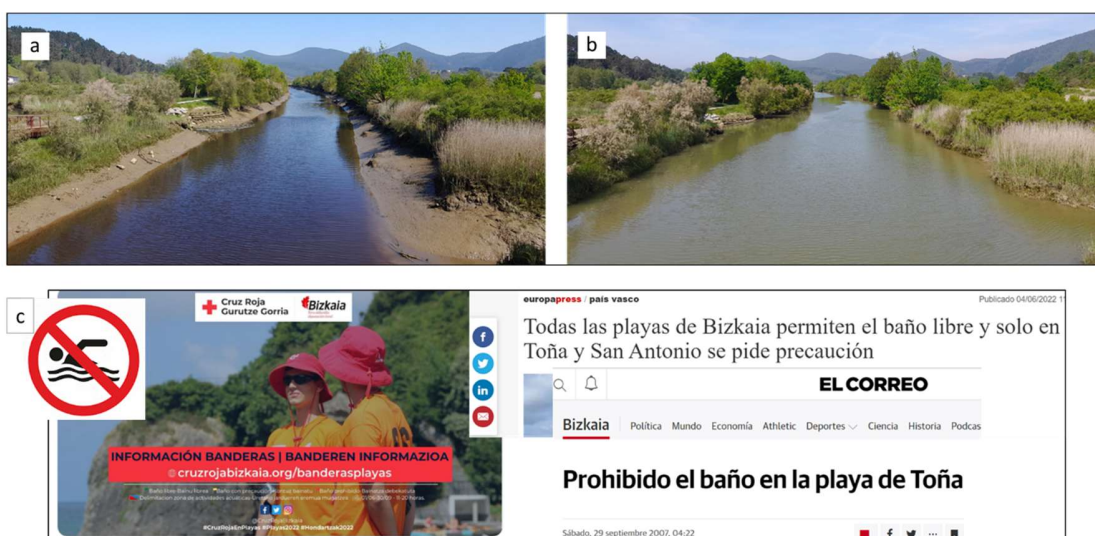 a
b
c
Cruz Roja
Gurutze Gorria
Bizkaia
INFORMACIÓN BANDERAS | BANDEREN INFORMAZIOA
cruzrojabizkaia.org/banderasplayas
#CruzRojaEnPlayas #Playas2022 #Hondartzak2022
europapress / país vasco
Publicado 04/06/2022
Todas las playas de Bizkaia permiten el baño libre y solo en
Toña y San Antonio se pide precaución
EL CORREO
Bizkaia Política Mundo Economía Athletic Deportes Ciencia Historia Podcas
Prohibido el baño en la playa de Toña
Sábado, 29 septiembre 2007, 04:22